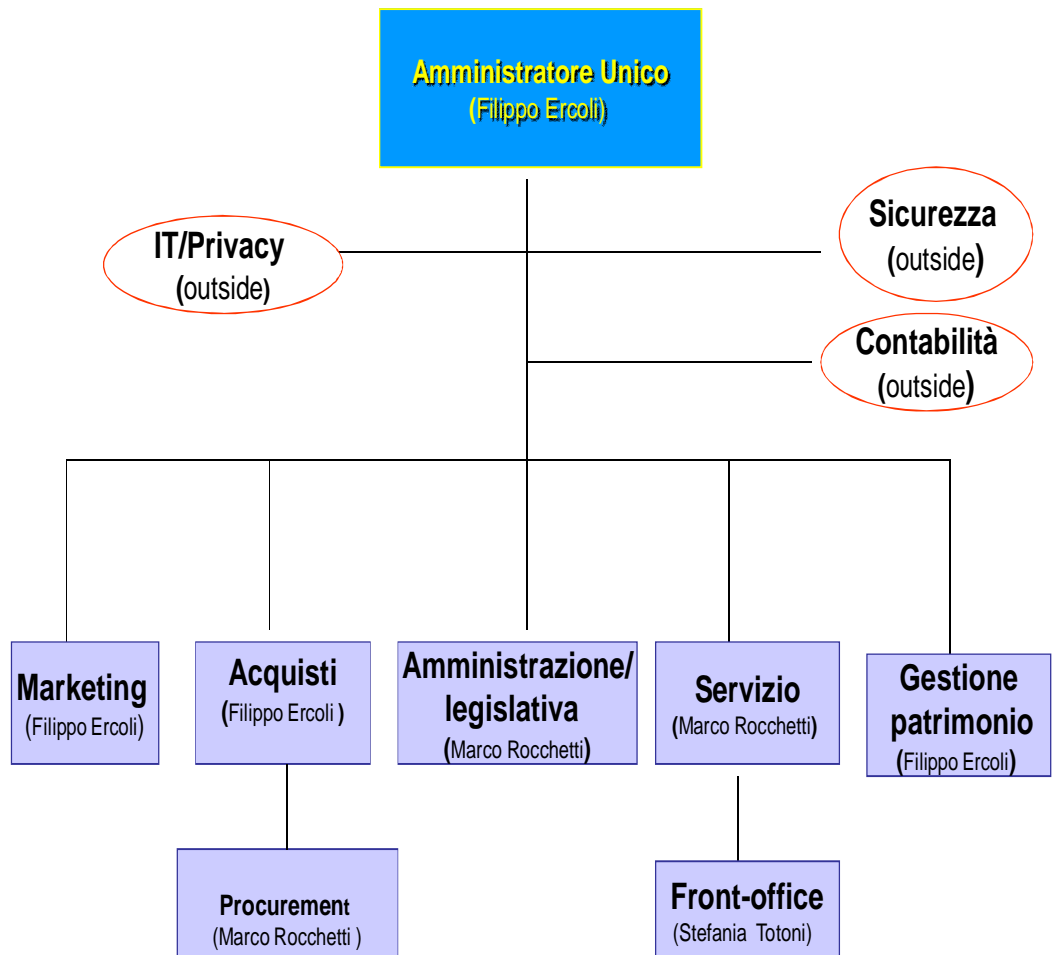 Amministratore Unico
(Filippo Ercoli)
IT/Privacy
(outside)
Sicurezza
(outside)
Contabilità
(outside)
Marketing
(Filippo Ercoli)
Acquisti
(Filippo Ercoli )
Amministrazione/
legislativa
(Marco Rocchetti)
Servizio
(Marco Rocchetti)
Gestione
patrimonio
(Filippo Ercoli)
Procurement
(Marco Rocchetti )
Front-office
(Stefania Totoni)